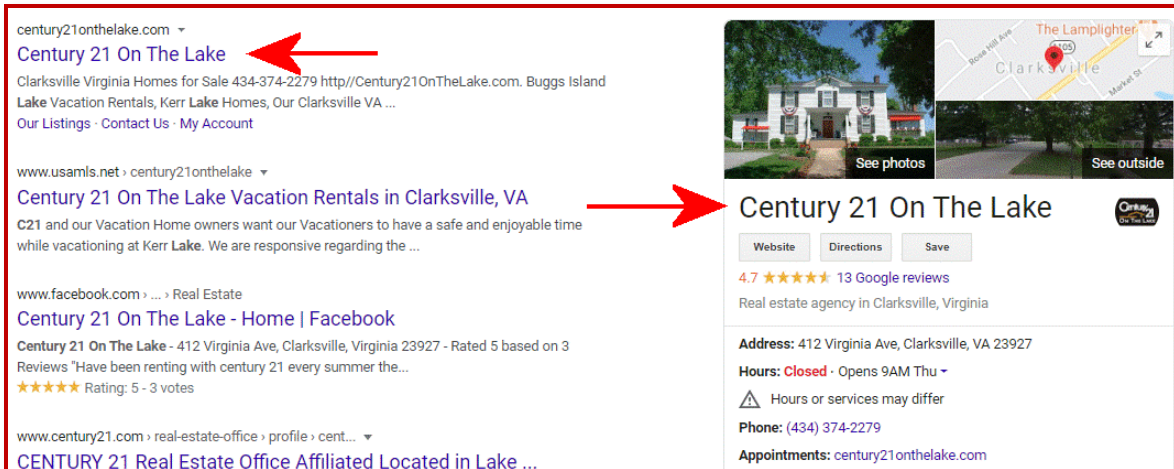 century21onthelake.com
Century 21 On The Lake
Clarksville Virginia Homes for Sale 434-374-2279 http//Century21OnTheLake.com. Buggs Island
Lake Vacation Rentals, Kerr Lake Homes, Our Clarksville VA ...
Our Listings · Contact Us · My Account
www.usamls.net › century21onthelake
Century 21 On The Lake Vacation Rentals in Clarksville, VA
C21 and our Vacation Home owners want our Vacationers to have a safe and enjoyable time
while vacationing at Kerr Lake. We are responsive regarding the ...
www.facebook.com › ... › Real Estate
Century 21 On The Lake - Home | Facebook
Century 21 On The Lake - 412 Virginia Ave, Clarksville, Virginia 23927 - Rated 5 based on 3
Reviews "Have been renting with century 21 every summer the...
Rating: 5 - 3 votes
www.century21.com › real-estate-office › profile › cent...
CENTURY 21 Real Estate Office Affiliated Located in Lake ...
The Lamplighter
Rose Hill Ave
105
Clarksville
Market St
See photos
See outside
Century 21 On The Lake
Century 21
ON THE LAKE
Website Directions Save
4.7 13 Google reviews
Real estate agency in Clarksville, Virginia
Address: 412 Virginia Ave, Clarksville, VA 23927
Hours: Closed · Opens 9AM Thu
Hours or services may differ
Phone: (434) 374-2279
Appointments: century21onthelake.com